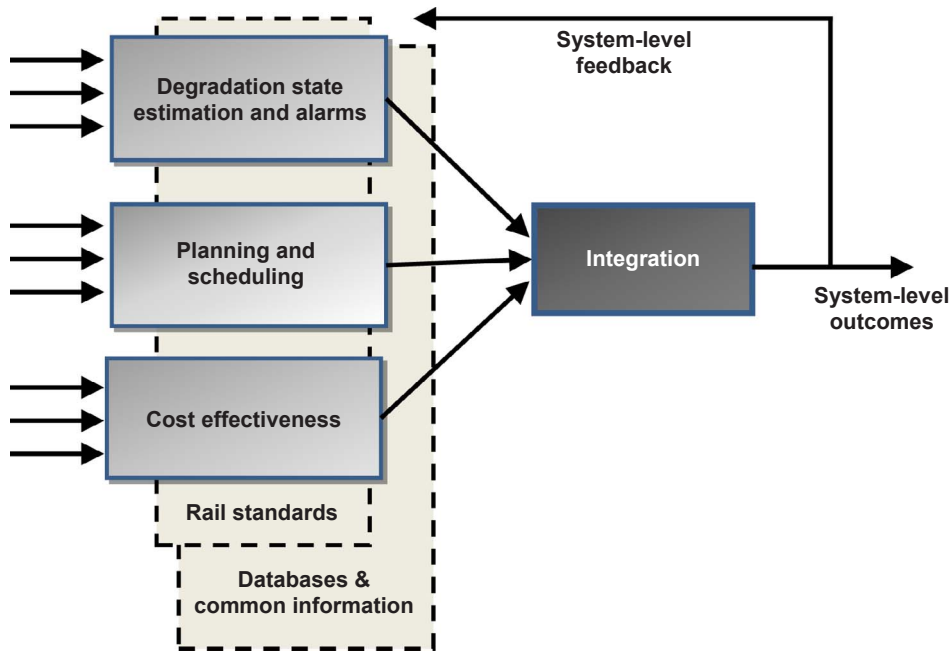 System-level
feedback
Degradation state
estimation and alarms
Planning and
scheduling
Integration
System-level
outcomes
Cost effectiveness
Rail standards
Databases &
common information